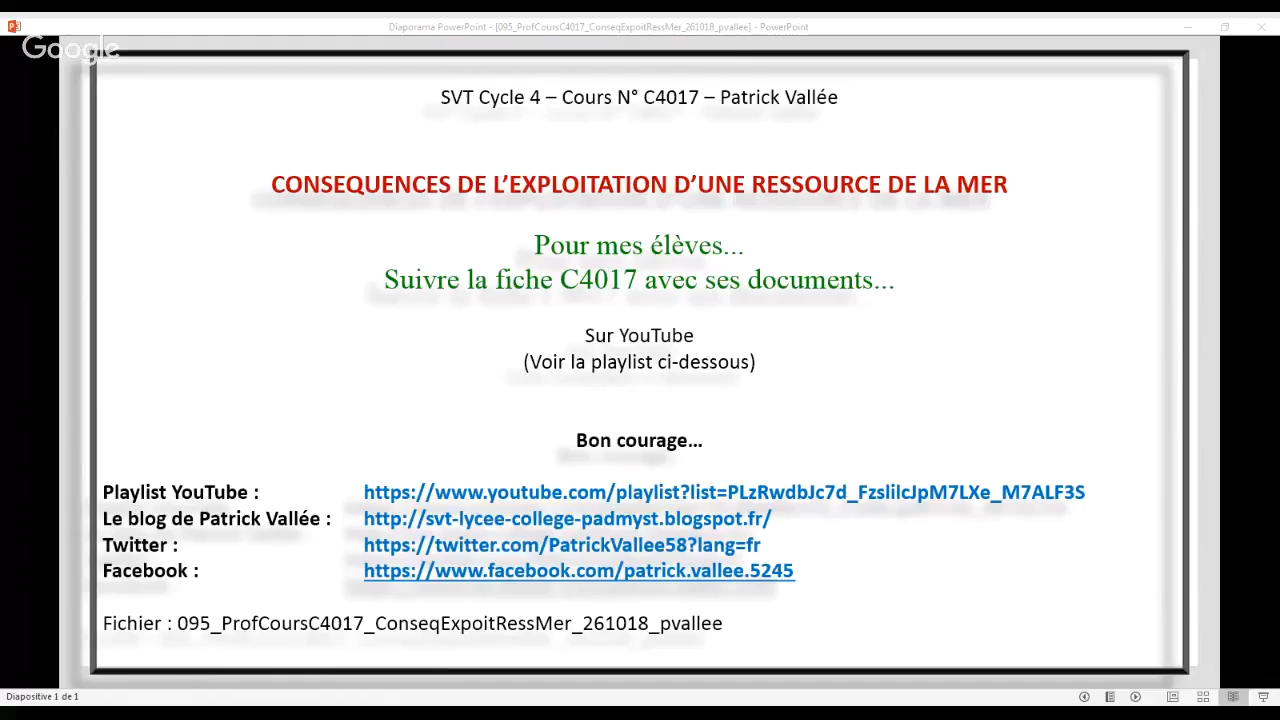 Diaporama PowerPoint - [095_ProfCoursC4017_ConseqExpoitRessMer_261018_pvallee] - PowerPoint
Google
SVT Cycle 4 – Cours N° C4017 – Patrick Vallée
CONSEQUENCES DE L’EXPLOITATION D’UNE RESSOURCE DE LA MER
Pour mes élèves...
Suivre la fiche C4017 avec ses documents...
Sur YouTube
(Voir la playlist ci-dessous)
Bon courage...
Playlist YouTube : https://www.youtube.com/playlist?list=PLzRwdbJc7d_FzslilcJpM7LXe_M7ALF3S
Le blog de Patrick Vallée : http://svt-lycee-college-padmyst.blogspot.fr/
Twitter : https://twitter.com/PatrickVallee58?lang=fr
Facebook : https://www.facebook.com/patrick.vallee.5245
Fichier : 095_ProfCoursC4017_ConseqExpoitRessMer_261018_pvallee
Diapositive 1 de 1